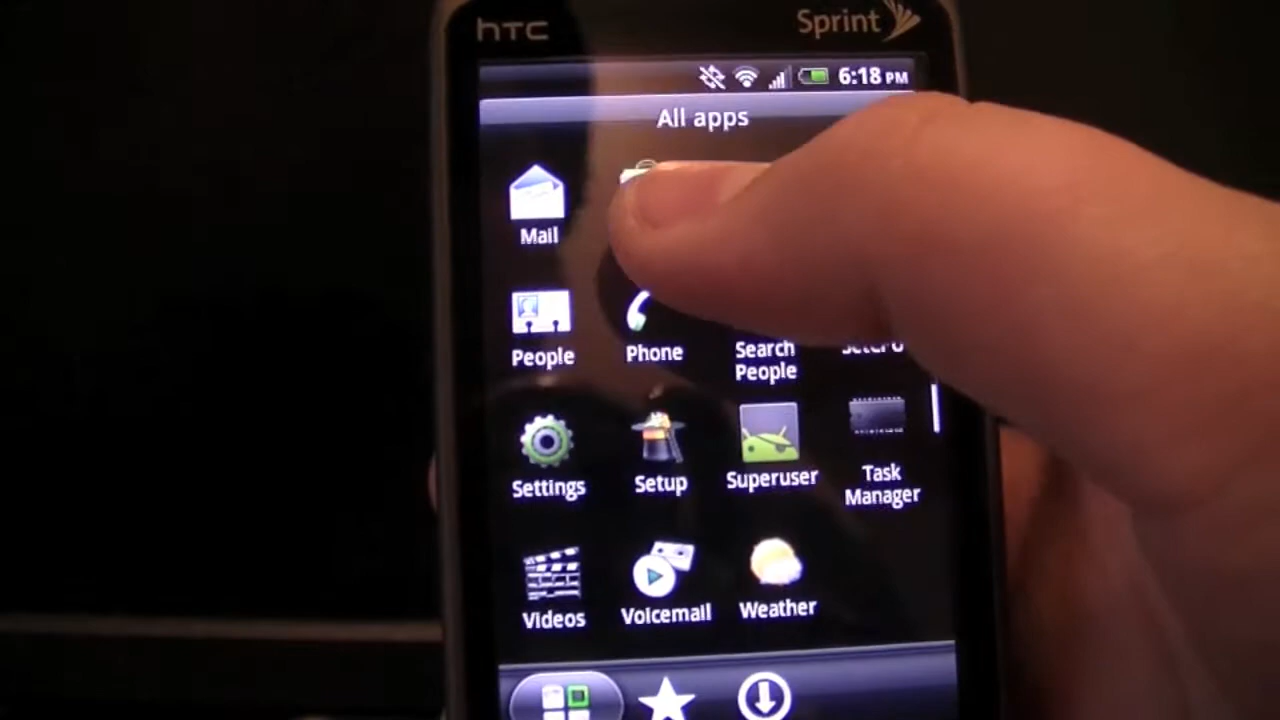 hTC
Sprint
6:18 PM
All apps
Mail
People
Phone
Search
People
Settings
Setup
Superuser
Task
Manager
Videos
Voicemail
Weather